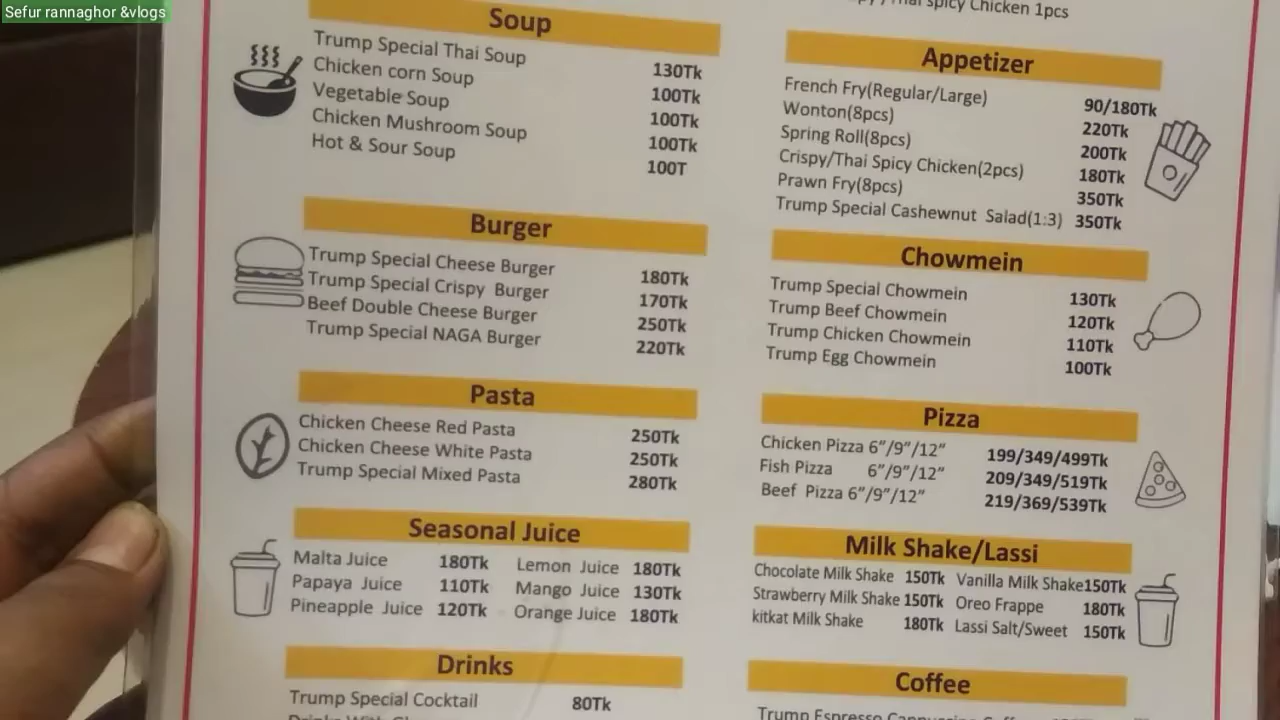 Sefur rannaghor &vlogs
Soup
Trump Special Thai Soup 130Tk
Chicken corn Soup 100Tk
Vegetable Soup 100Tk
Chicken Mushroom Soup 100Tk
Hot & Sour Soup 100T
Burger
Trump Special Cheese Burger 180Tk
Trump Special Crispy Burger 170Tk
Beef Double Cheese Burger 250Tk
Trump Special NAGA Burger 220Tk
Pasta
Chicken Cheese Red Pasta 250Tk
Chicken Cheese White Pasta 250Tk
Trump Special Mixed Pasta 280Tk
Seasonal Juice
Malta Juice 180Tk Lemon Juice 180Tk
Papaya Juice 110Tk Mango Juice 130Tk
Pineapple Juice 120Tk Orange Juice 180Tk
Drinks
Trump Special Cocktail 80Tk
spicy Chicken 1pcs
Appetizer
French Fry(Regular/Large) 90/180Tk
Wonton(8pcs) 220Tk
Spring Roll(8pcs) 200Tk
Crispy/Thai Spicy Chicken(2pcs) 180Tk
Prawn Fry(8pcs) 350Tk
Trump Special Cashewnut Salad(1:3) 350Tk
Chowmein
Trump Special Chowmein 130Tk
Trump Beef Chowmein 120Tk
Trump Chicken Chowmein 110Tk
Trump Egg Chowmein 100Tk
Pizza
Chicken Pizza 6”/9”/12” 199/349/499Tk
Fish Pizza 6”/9”/12” 209/349/519Tk
Beef Pizza 6”/9”/12” 219/369/539Tk
Milk Shake/Lassi
Chocolate Milk Shake 150Tk Vanilla Milk Shake150Tk
Strawberry Milk Shake 150Tk Oreo Frappe 180Tk
kitkat Milk Shake 180Tk Lassi Salt/Sweet 150Tk
Coffee
Trump Espresso